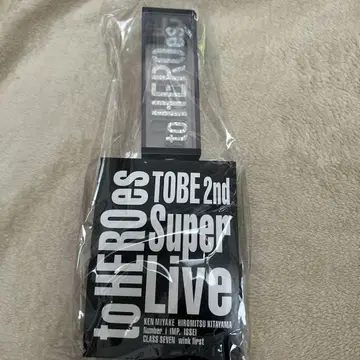 to HEROes
to HEROes
TOBE 2nd
Super
Live
KEN MIYAKE HIROMITSU KITAYAMA
Number_i IMP. ISSEI
CLASS SEVEN wink first